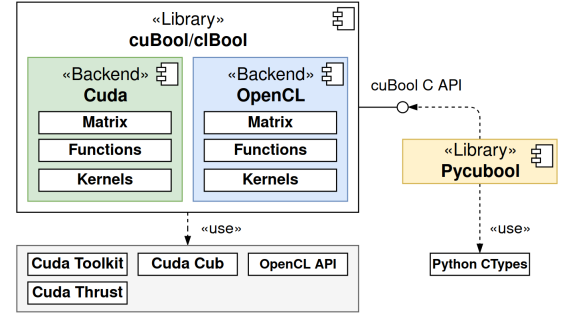 «Library»
cuBool/clBool
«Backend»
Cuda
Matrix
Functions
Kernels
«Backend»
OpenCL
Matrix
Functions
Kernels
cuBool C API
«Library»
Pycubool
«use»
«use»
Cuda Toolkit
Cuda Cub
OpenCL API
Cuda Thrust
Python CTypes